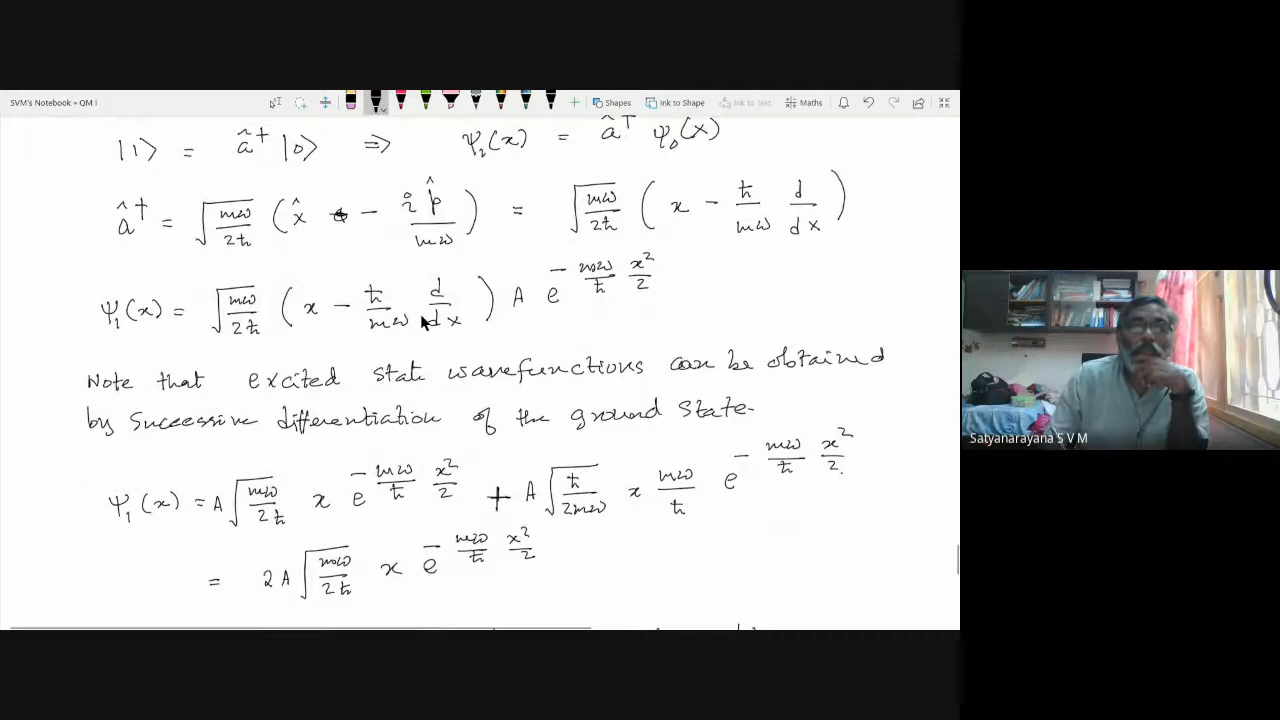 SVM's Notebook » QM I
Shapes Ink to Shape Ink to Text Maths
|1⟩ = â† |0⟩ ⇒ ψ₁(x) = â† ψ₀(x)
â† = √(mω/2ħ) (x̂ - i p̂/mω) = √(mω/2ħ) (x - ħ/mω d/dx)
ψ₁(x) = √(mω/2ħ) (x - ħ/mω d/dx) A e^(-mω/ħ x²/2)
Note that excited state wavefunctions can be obtained
by successive differentiation of the ground state.
ψ₁(x) = A √(mω/2ħ) x e^(-mω/ħ x²/2) + A √(ħ/2mω) x mω/ħ e^(-mω/ħ x²/2)
= 2A √(mω/2ħ) x e^(-mω/ħ x²/2)
Satyanarayana S V M